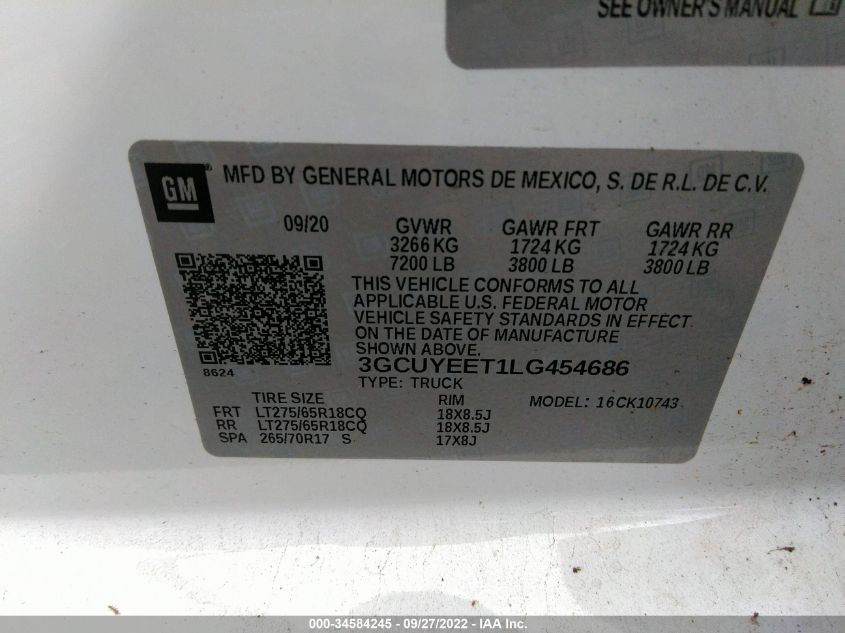 SEE OWNER'S MANUAL
GM
MFD BY GENERAL MOTORS DE MEXICO, S. DE R.L. DE C.V.
09/20 GVWR GAWR FRT GAWR RR
3266 KG 1724 KG 1724 KG
7200 LB 3800 LB 3800 LB
THIS VEHICLE CONFORMS TO ALL
APPLICABLE U.S. FEDERAL MOTOR
VEHICLE SAFETY STANDARDS IN EFFECT
ON THE DATE OF MANUFACTURE
SHOWN ABOVE.
8624
3GCUYEET1LG454686
TYPE: TRUCK
TIRE SIZE RIM MODEL: 16CK10743
FRT LT275/65R18CQ 18X8.5J
RR LT275/65R18CQ 18X8.5J
SPA 265/70R17 S 17X8J
000-34584245 - 09/27/2022 - IAA Inc.